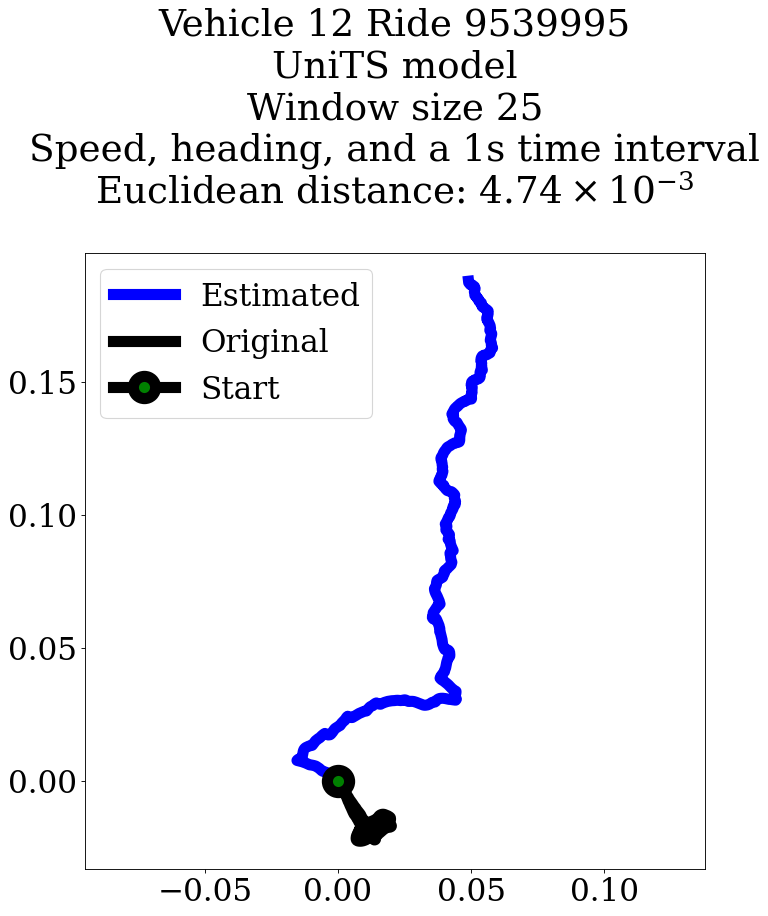 Vehicle 12 Ride 9539995
UniTS model
Window size 25
Speed, heading, and a 1s time interval
Euclidean distance: 4.74 × 10⁻³
Estimated
Original
Start
0.15
0.10
0.05
0.00
−0.05 0.00 0.05 0.10